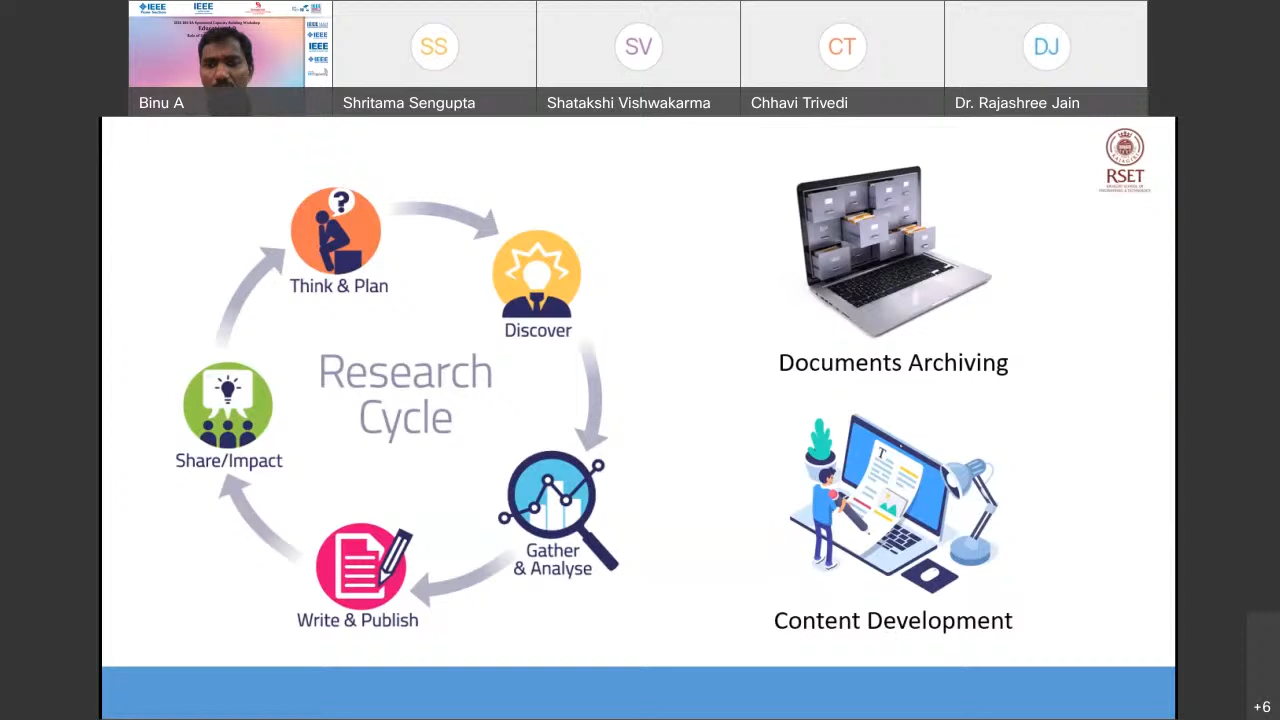 IEEE
IEEE
Binu A
SS
Shritama Sengupta
SV
Shatakshi Vishwakarma
CT
Chhavi Trivedi
DJ
Dr. Rajashree Jain
RSET
?
Think & Plan
Discover
Research
Cycle
Share/Impact
Gather
& Analyse
Write & Publish
Documents Archiving
T
Content Development
+6